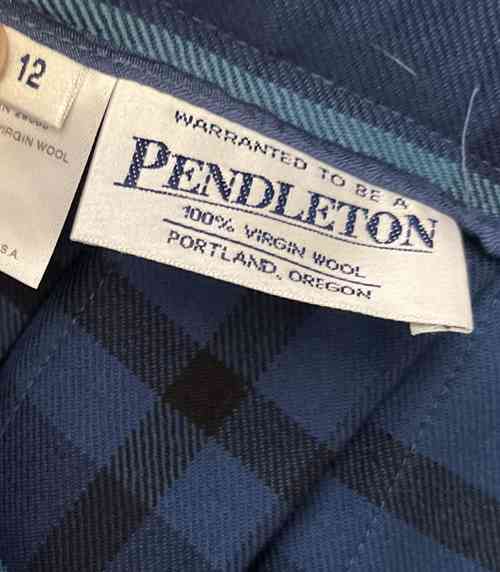 12
VIRGIN WOOL
S.A.
WARRANTED TO BE A
PENDLETON
100% VIRGIN WOOL
PORTLAND, OREGON